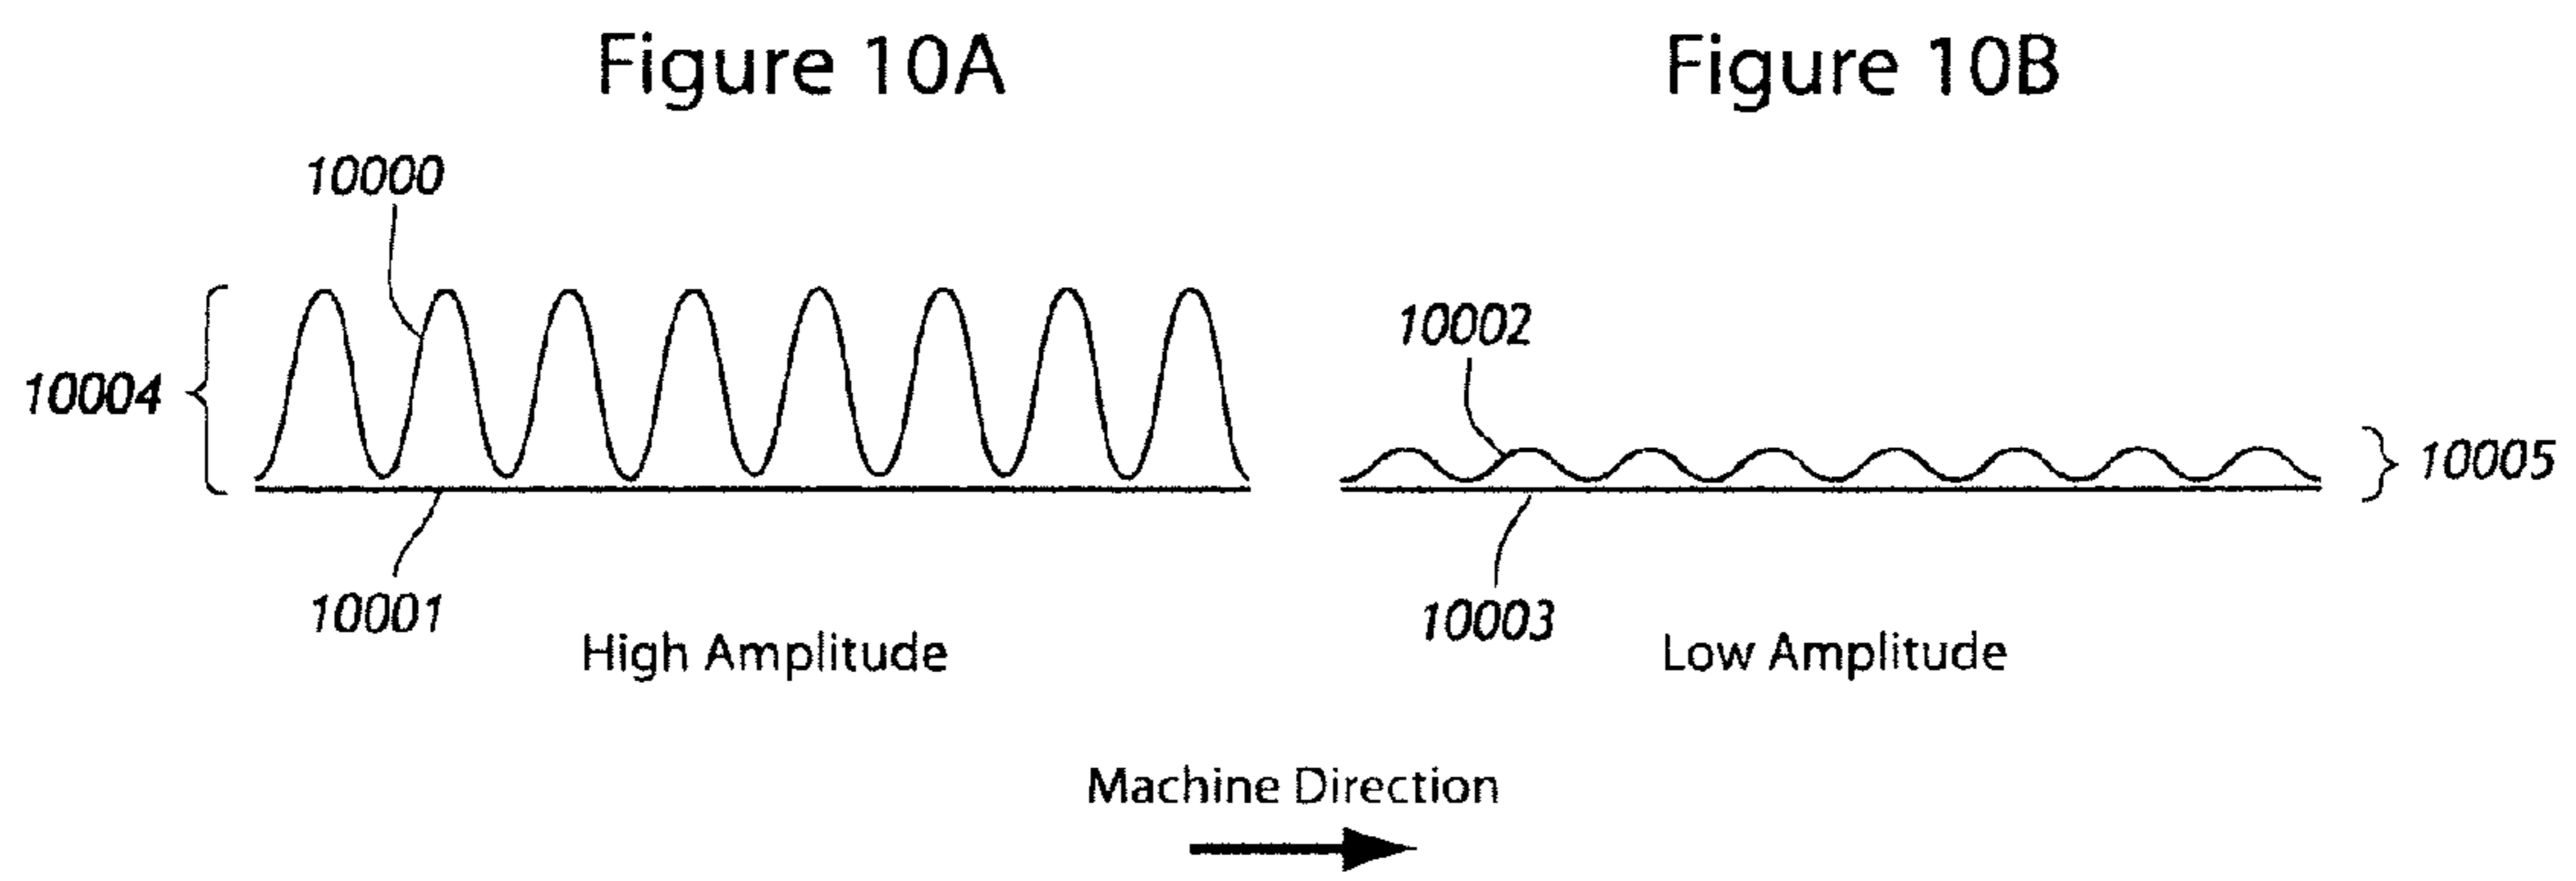 Figure 10A
Figure 10B
10000
10002
10004
10005
10001
10003
High Amplitude
Low Amplitude
Machine Direction